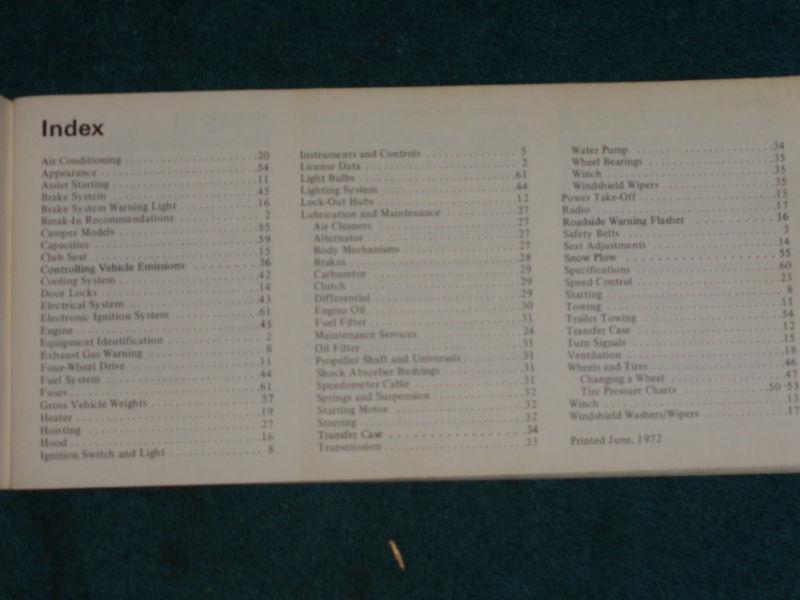 Index
Air Conditioning .20
Appearance .54
Assist Starting .11
Brake System .45
Brake System Warning Light .16
Break-In Recommendations 2
Camper Models .55
Capacities .59
Club Seat .15
Controlling Vehicle Emissions 36
Cooling System .42
Door Locks .14
Electrical System .43
Electronic Ignition System .61
Engine .45
Equipment Identification 2
Exhaust Gas Warning 8
Four-Wheel Drive .11
Fuel System .44
Fuses .61
Gross Vehicle Weights 57
Heater .19
Hoisting .27
Hood .16
Ignition Switch and Light 8
Instruments and Controls 5
License Data 2
Light Bulbs .61
Lighting System .44
Lock-Out Hubs 12
Lubrication and Maintenance 27
Air Cleaners .27
Alternator .27
Body Mechanisms .27
Brakes .28
Carburetor .29
Clutch .29
Differential .29
Engine Oil .30
Fuel Filter .31
Maintenance Services 24
Oil Filter .31
Propeller Shaft and Universals .31
Shock Absorber Bushings .31
Speedometer Cable .31
Springs and Suspension .32
Starting Motor .32
Steering .32
Transfer Case .34
Transmission .33
Water Pump .34
Wheel Bearings .35
Winch .35
Windshield Wipers .35
Power Take-Off .13
Radio .17
Roadside Warning Flasher 16
Safety Belts 3
Seat Adjustments .14
Snow Plow 55
Specifications .60
Speed Control .23
Starting 8
Towing .11
Trailer Towing .54
Transfer Case .12
Turn Signals .15
Ventilation .18
Wheels and Tires .46
Changing a Wheel .47
Tire Pressure Charts .50-53
Winch .13
Windshield Washers/Wipers .17
Printed June, 1972